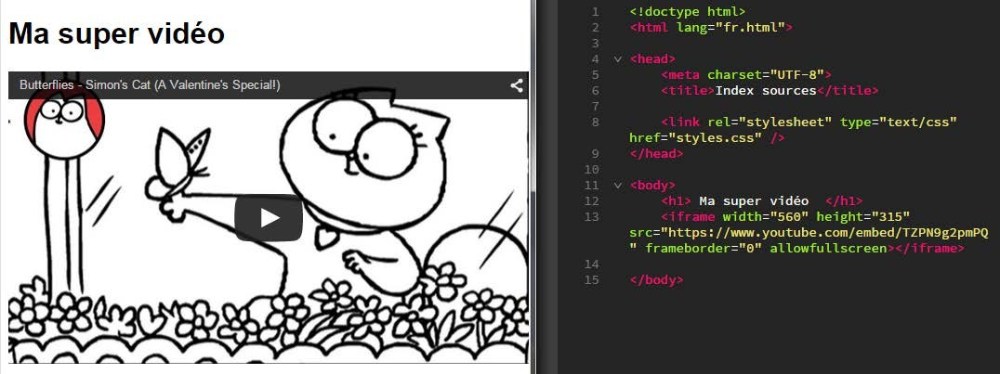 Ma super vidéo
Butterflies - Simon's Cat (A Valentine's Special!)
1 <!doctype html>
2 <html lang="fr.html">
3
4 <head>
5 <meta charset="UTF-8">
6 <title>Index sources</title>
7
8 <link rel="stylesheet" type="text/css"
href="styles.css" />
9 </head>
10
11 <body>
12 <h1> Ma super vidéo  </h1>
13 <iframe width="560" height="315"
src="https://www.youtube.com/embed/TZPN9g2pmPQ
" frameborder="0" allowfullscreen></iframe>
14
15 </body>